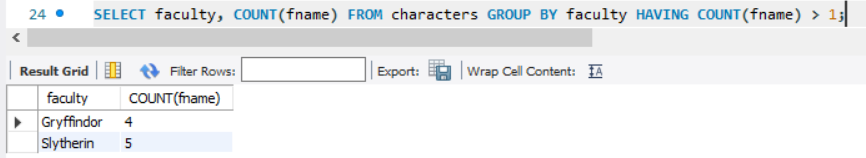 24 SELECT faculty, COUNT(fname) FROM characters GROUP BY faculty HAVING COUNT(fname) > 1;
Result Grid Filter Rows: Export: Wrap Cell Content: IA
faculty COUNT(fname)
Gryffindor 4
Slytherin 5